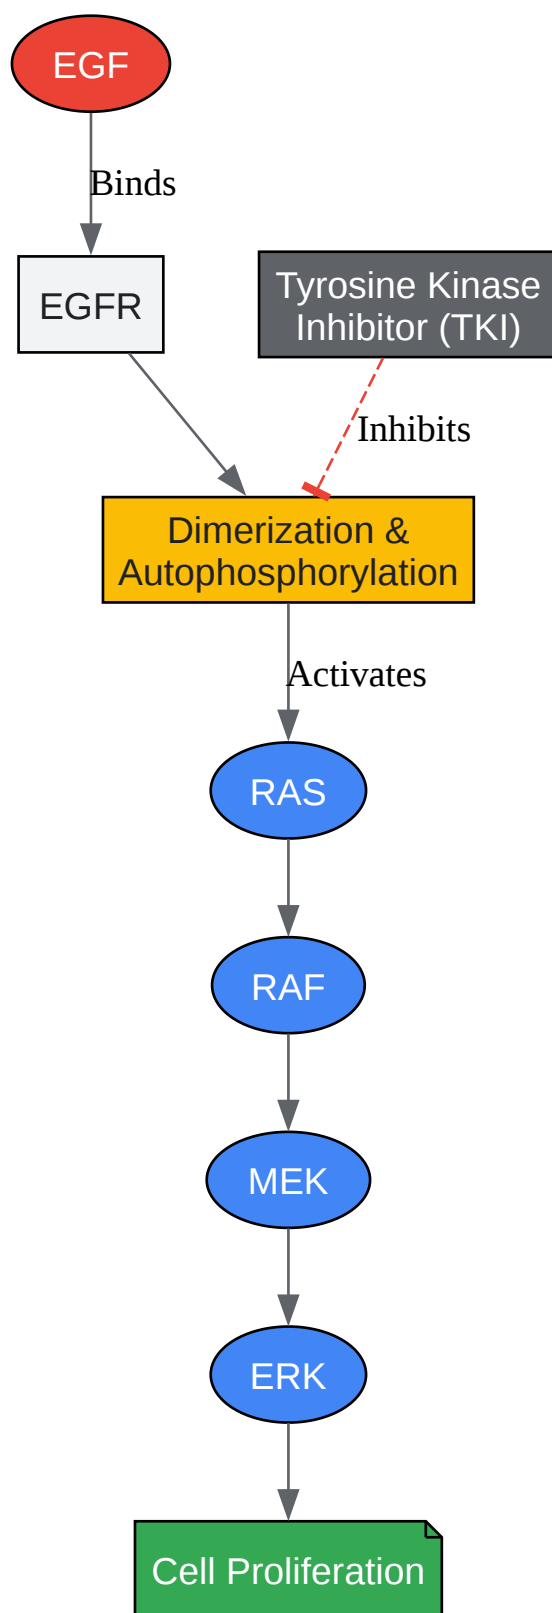 EGF
Binds
EGFR
Tyrosine Kinase
Inhibitor (TKI)
Inhibits
Dimerization &
Autophosphorylation
Activates
RAS
RAF
MEK
ERK
Cell Proliferation